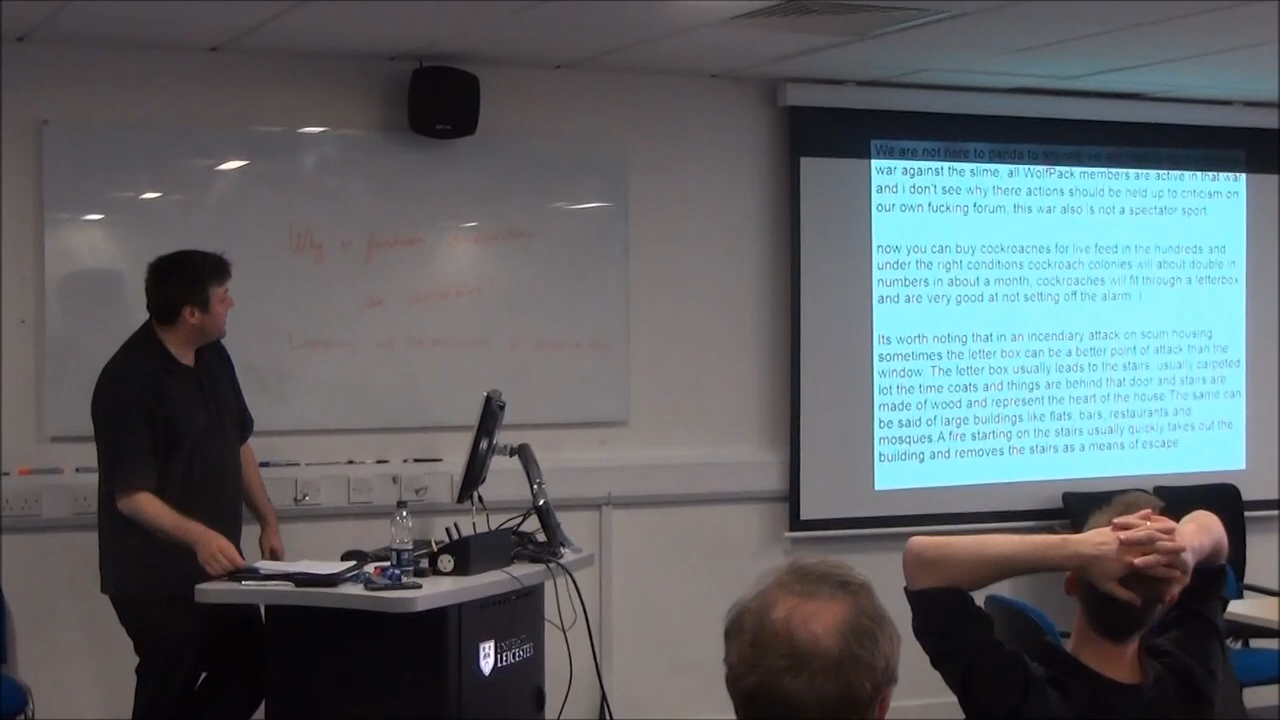 Why is
We are not here to panda to
war against the slime, all WolfPack members are active in that war
and i don't see why there actions should be held up to criticism on
our own fucking forum, this war also is not a spectator sport
now you can buy cockroaches for live feed in the hundreds and
under the right conditions cockroach colonies will about double in
numbers in about a month, cockroaches will fit through a letterbox
and are very good at not setting off the alarm :)
Its worth noting that in an incendiary attack on scum housing
sometimes the letter box can be a better point of attack than the
window. The letter box usually leads to the stairs, usually carpeted
lot the time coats and things are behind that door and stairs are
made of wood and represent the heart of the house The same can
be said of large buildings like flats, bars, restaurants and
mosques.A fire starting on the stairs usually quickly takes out the
building and removes the stairs as a means of escape
UNIVERSITY OF
LEICESTER